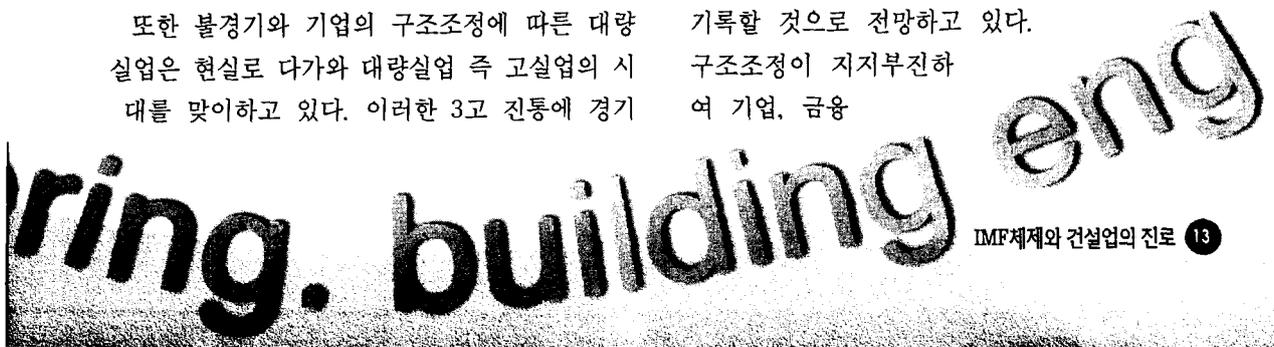 또한 불경기와 기업의 구조조정에 따른 대량
실업은 현실로 다가와 대량실업 즉 고실업의 시
대를 맞이하고 있다. 이러한 3고 진통에 경기
기록할 것으로 전망하고 있다.
구조조정이 지지부진하
여 기업, 금융
ring. building eng
IMF체제와 건설업의 진로 13